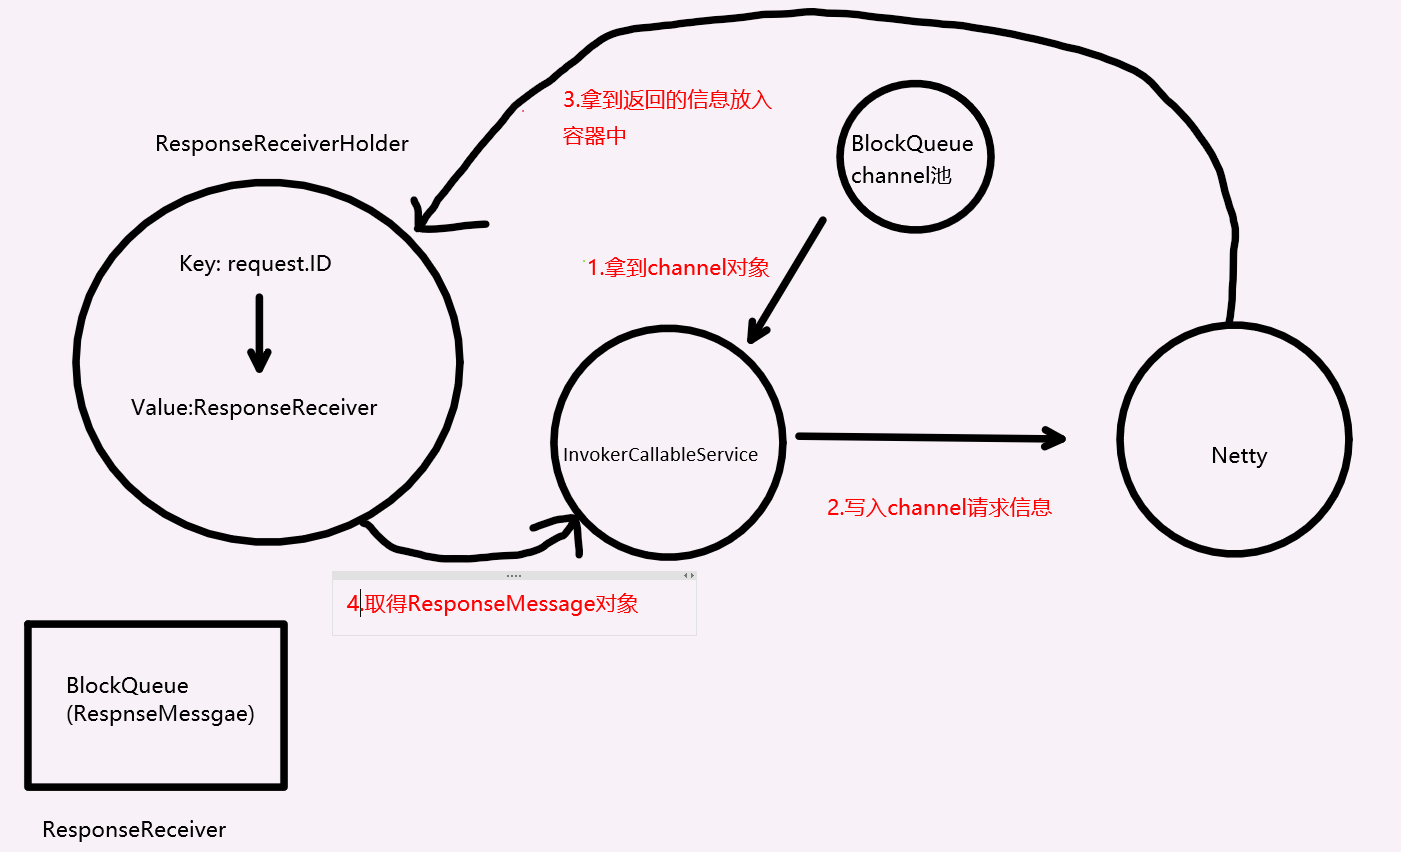 3.拿到返回的信息放入
容器中
ResponseReceiverHolder
BlockQueue
channel池
Key: request.ID
1.拿到channel对象
Value:ResponseReceiver
InvokerCallableService
Netty
2.写入channel请求信息
4.取得ResponseMessage对象
BlockQueue
(RespnseMessgae)
ResponseReceiver